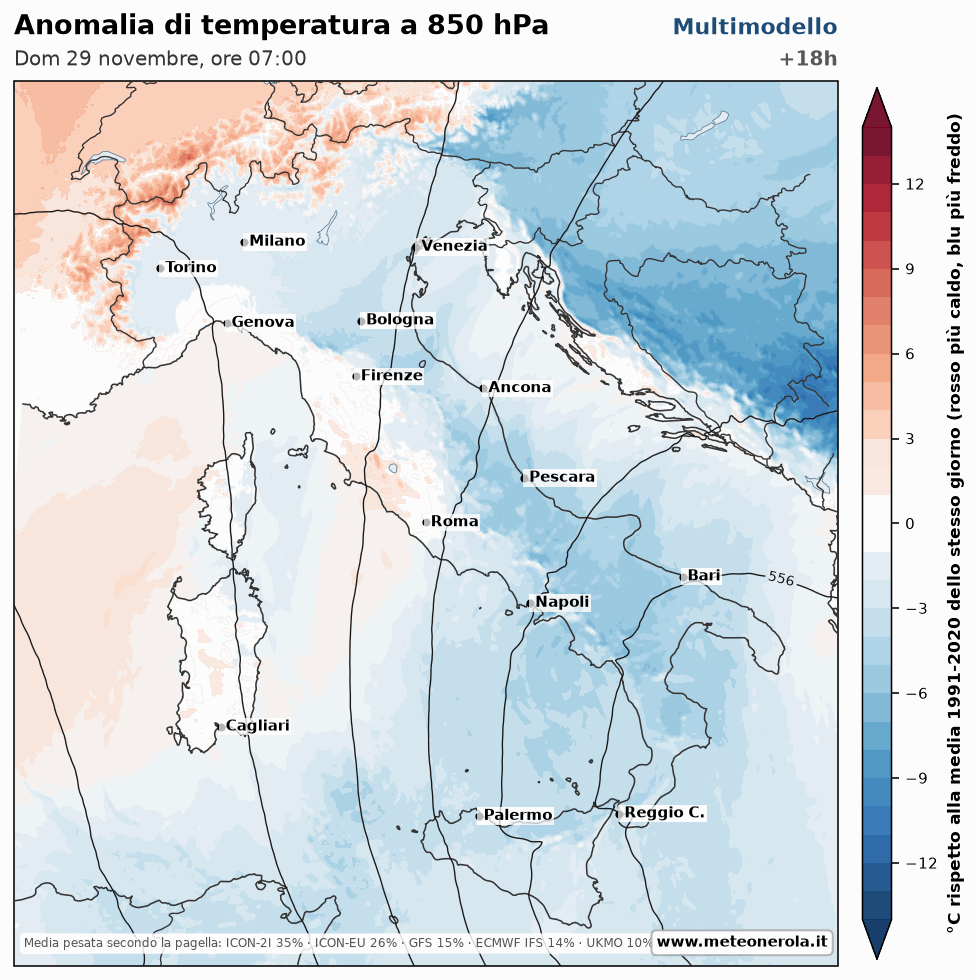 Anomalia di temperatura a 850 hPa
Multimodello
Dom 29 novembre, ore 07:00
+18h
Milano
Venezia
Torino
Genova
Bologna
Firenze
Ancona
Pescara
Roma
Bari
556
Napoli
Cagliari
Palermo
Reggio C.
12
9
6
3
0
−3
−6
−9
−12
°C rispetto alla media 1991-2020 dello stesso giorno (rosso più caldo, blu più freddo)
Media pesata secondo la pagella: ICON-2I 35% · ICON-EU 26% · GFS 15% · ECMWF IFS 14% · UKMO 10%
www.meteonerola.it